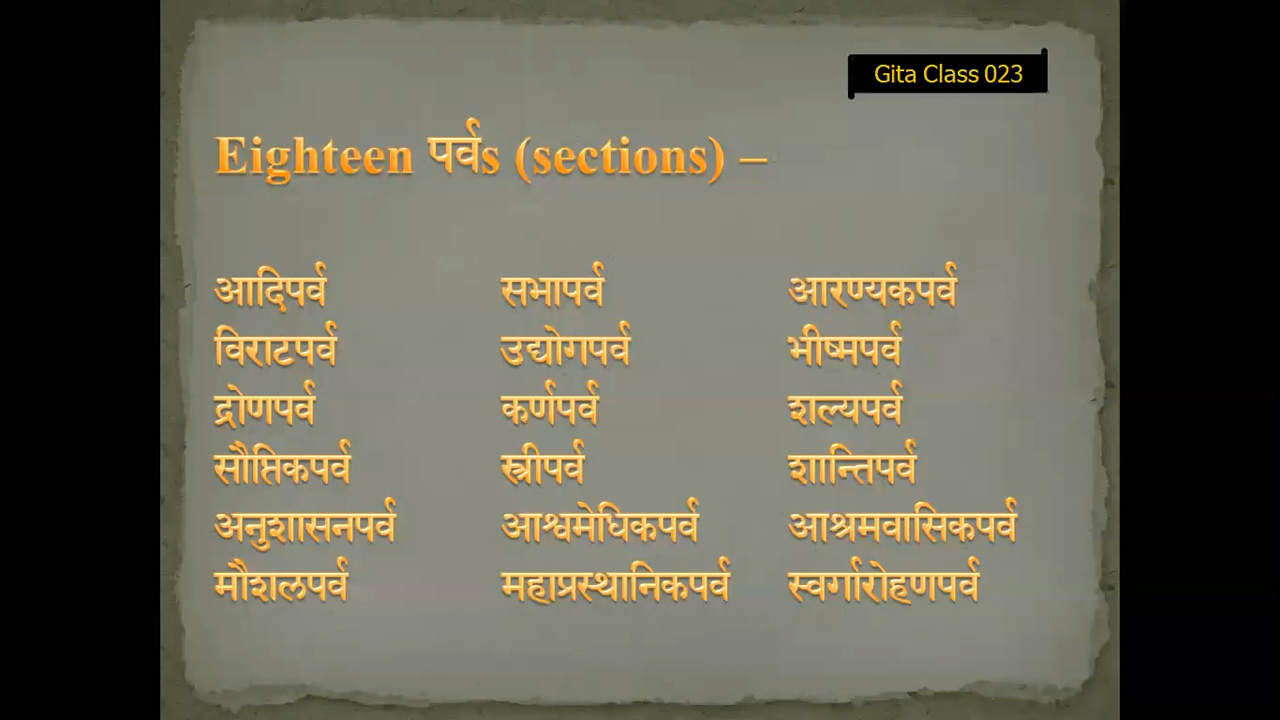 Gita Class 023
Eighteen पर्वs (sections) –
आदिपर्व सभापर्व आरण्यकपर्व
विराटपर्व उद्योगपर्व भीष्मपर्व
द्रोणपर्व कर्णपर्व शल्यपर्व
सौप्तिकपर्व स्त्रीपर्व शान्तिपर्व
अनुशासनपर्व आश्वमेधिकपर्व आश्रमवासिकपर्व
मौशलपर्व महाप्रस्थानिकपर्व स्वर्गारोहणपर्व